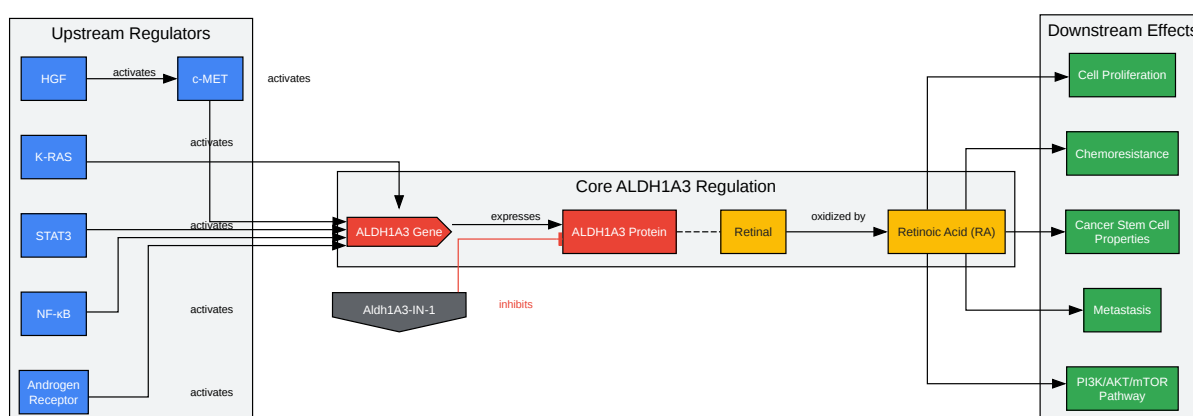 Upstream Regulators
HGF
activates
c-MET
activates
activates
K-RAS
STAT3
activates
NF-κB
activates
Androgen
Receptor
activates
Core ALDH1A3 Regulation
ALDH1A3 Gene
expresses
ALDH1A3 Protein
Retinal
oxidized by
Retinoic Acid (RA)
Aldh1A3-IN-1
inhibits
Downstream Effects
Cell Proliferation
Chemoresistance
Cancer Stem Cell
Properties
Metastasis
PI3K/AKT/mTOR
Pathway